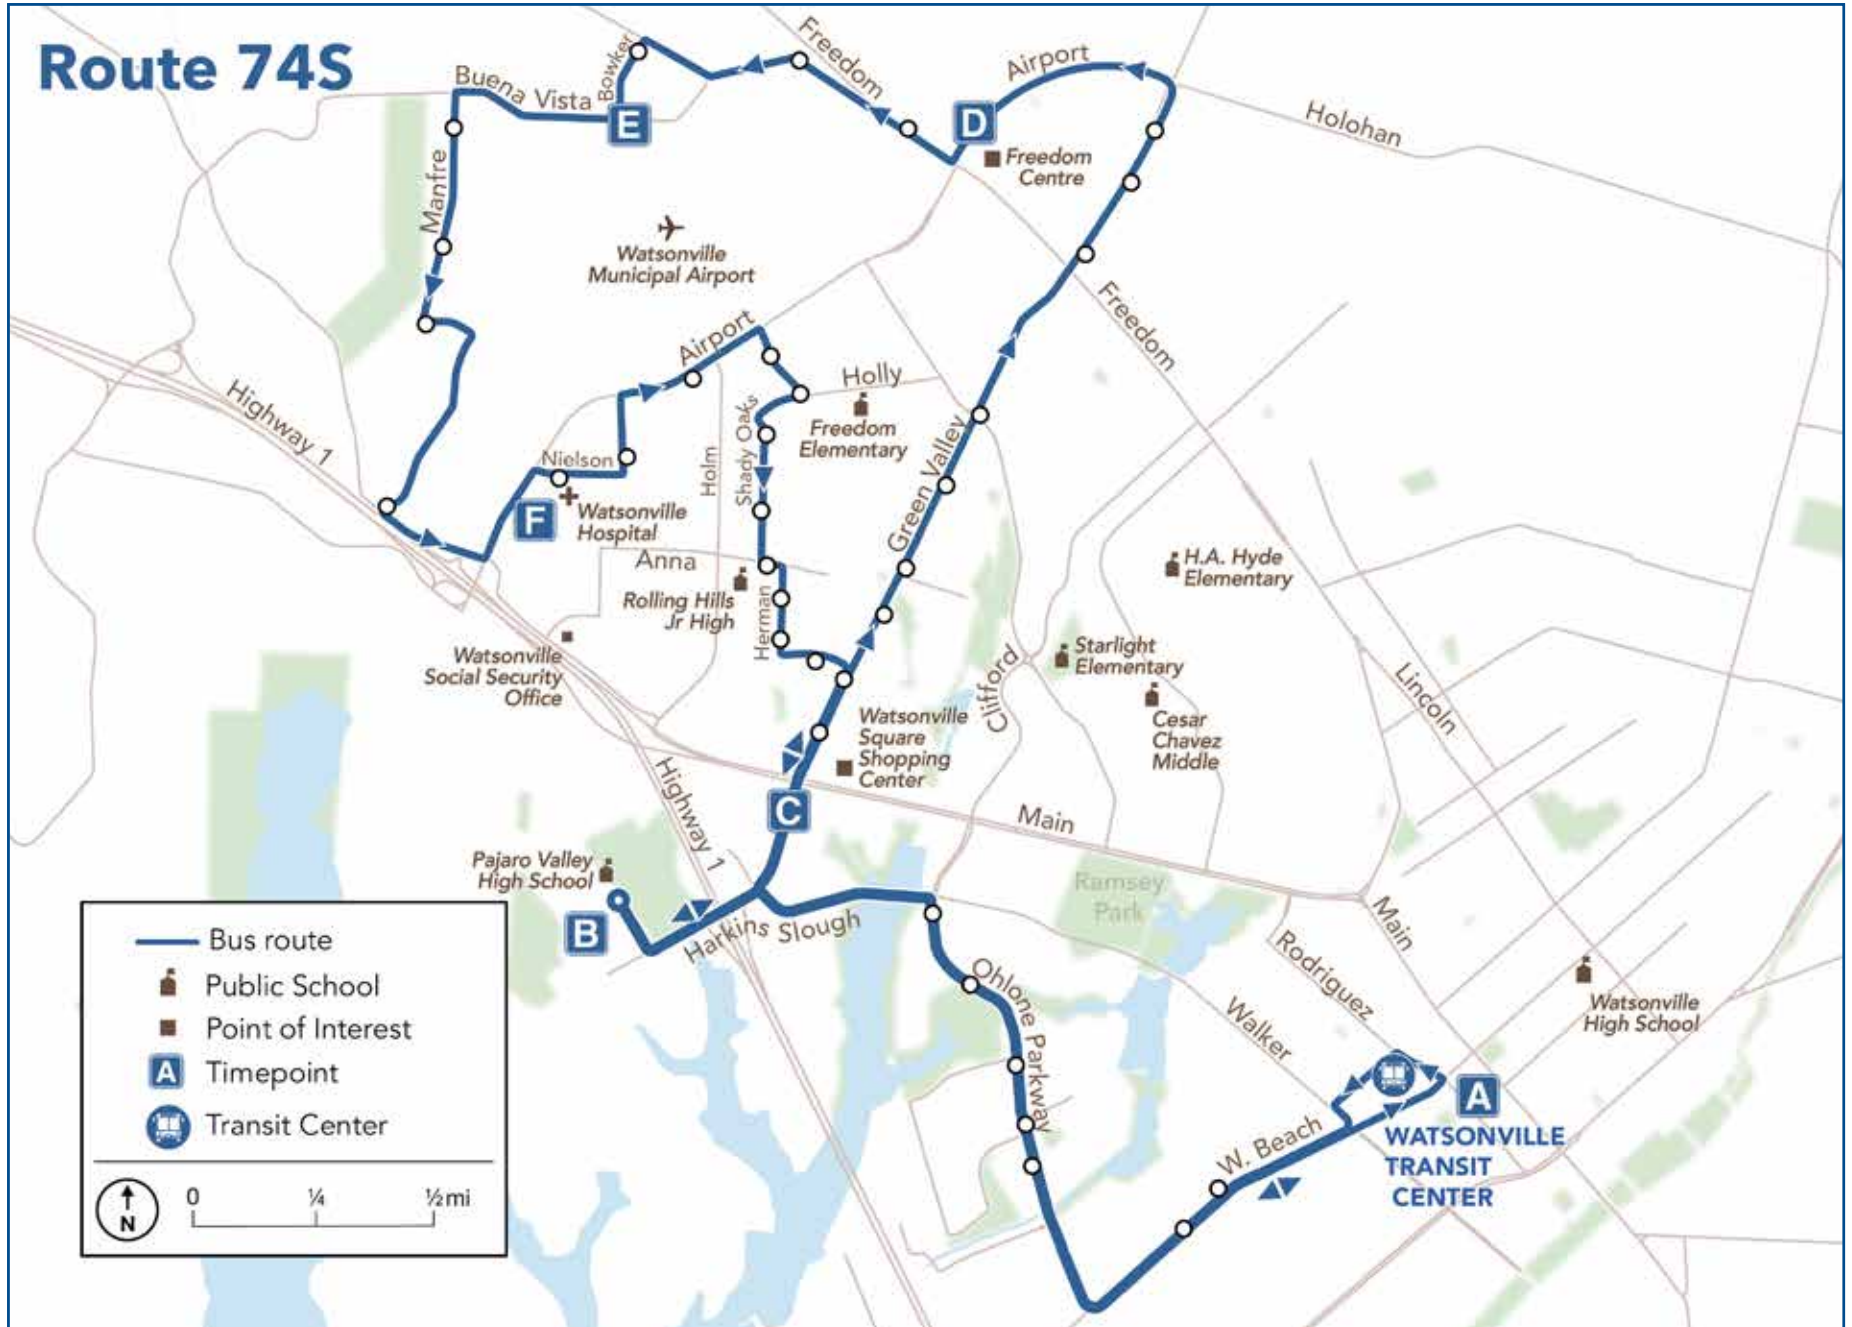 Route 74S
Freedom
Airport
Bowker
Buena Vista
E
D
Holohan
Freedom
Centre
Manfre
Watsonville
Municipal Airport
Freedom
Airport
Holly
Highway 1
Shady Oaks
Freedom
Elementary
Nielson
Holm
Green Valley
F
Watsonville
Hospital
Anna
H.A. Hyde
Elementary
Rolling Hills
Jr High
Herman
Watsonville
Social Security
Office
Clifford
Starlight
Elementary
Lincoln
Watsonville
Square
Shopping
Center
Cesar
Chavez
Middle
Highway 1
C
Main
Pajaro Valley
High School
Ramsey
Park
B
Harkins Slough
Main
Rodriguez
Ohlone Parkway
Walker
Watsonville
High School
A
W. Beach
WATSONVILLE
TRANSIT
CENTER
Bus route
Public School
Point of Interest
A Timepoint
Transit Center
N
0 ¼ ½ mi